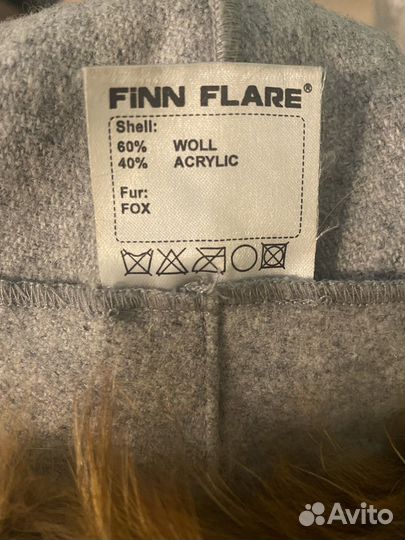 FiNN FLARE®
Shell:
60% WOLL
40% ACRYLIC
Fur:
FOX
Avito